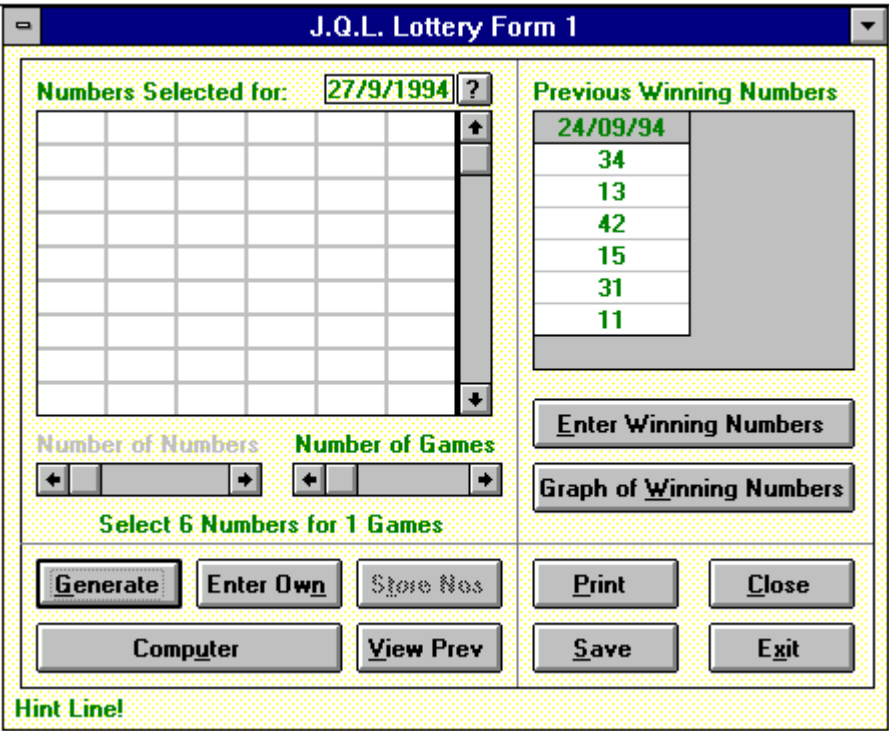 J.Q.L. Lottery Form 1
Numbers Selected for: 27/9/1994 ?
Number of Numbers Number of Games
Select 6 Numbers for 1 Games
Previous Winning Numbers
24/09/94
34
13
42
15
31
11
Enter Winning Numbers
Graph of Winning Numbers
Generate Enter Own Store Nos
Computer View Prev
Print Close
Save Exit
Hint Line!